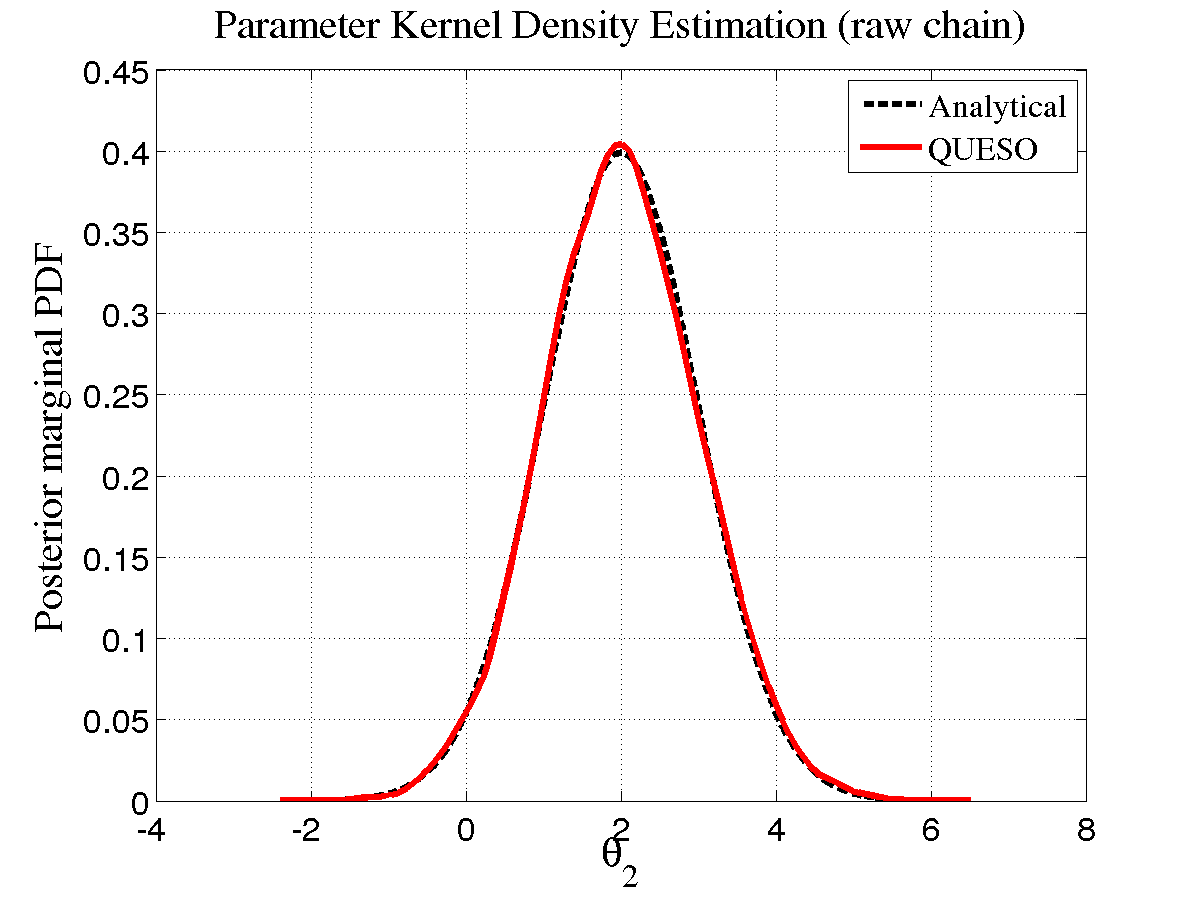 Parameter Kernel Density Estimation (raw chain)
Analytical
QUESO
Posterior marginal PDF
0.45
0.4
0.35
0.3
0.25
0.2
0.15
0.1
0.05
0
-4 -2 0 2 4 6 8
θ₂